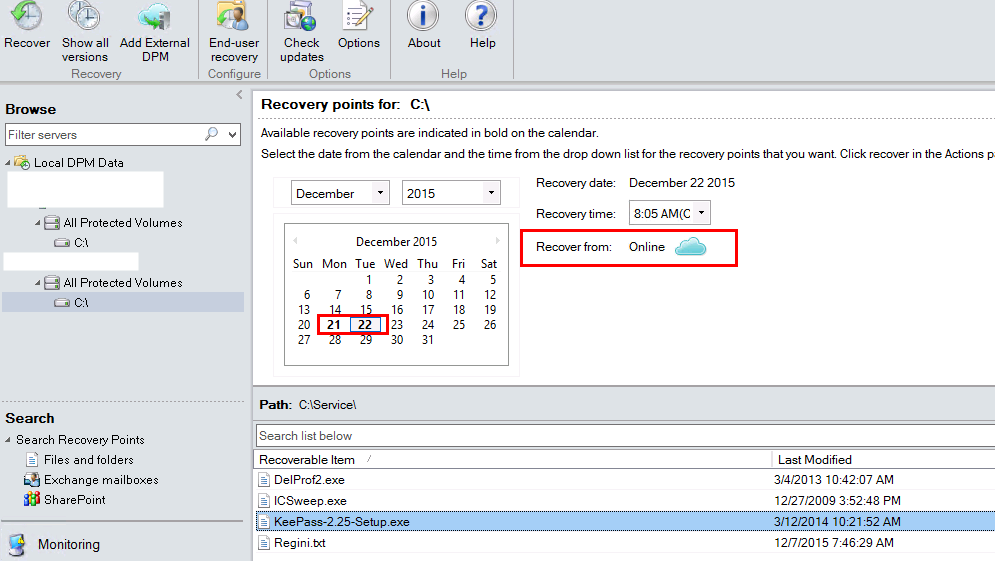 Recover
Show all
versions
Add External
DPM
Recovery
End-user
recovery
Configure
Check
updates
Options
Options
About
Help
Help
Browse
Filter servers
Local DPM Data
All Protected Volumes
C:\
All Protected Volumes
C:\
Search
Search Recovery Points
Files and folders
Exchange mailboxes
SharePoint
Monitoring
Recovery points for: C:\
Available recovery points are indicated in bold on the calendar.
Select the date from the calendar and the time from the drop down list for the recovery points that you want. Click recover in the Actions p
December 2015
December 2015
Sun Mon Tue Wed Thu Fri Sat
1 2 3 4 5
6 7 8 9 10 11 12
13 14 15 16 17 18 19
20 21 22 23 24 25 26
27 28 29 30 31
Recovery date: December 22 2015
Recovery time: 8:05 AM(C
Recover from: Online
Path: C:\Service\
Search list below
Recoverable Item / Last Modified
DelProf2.exe 3/4/2013 10:42:07 AM
ICSweep.exe 12/27/2009 3:52:48 PM
KeePass-2.25-Setup.exe 3/12/2014 10:21:52 AM
Regini.txt 12/7/2015 7:46:29 AM